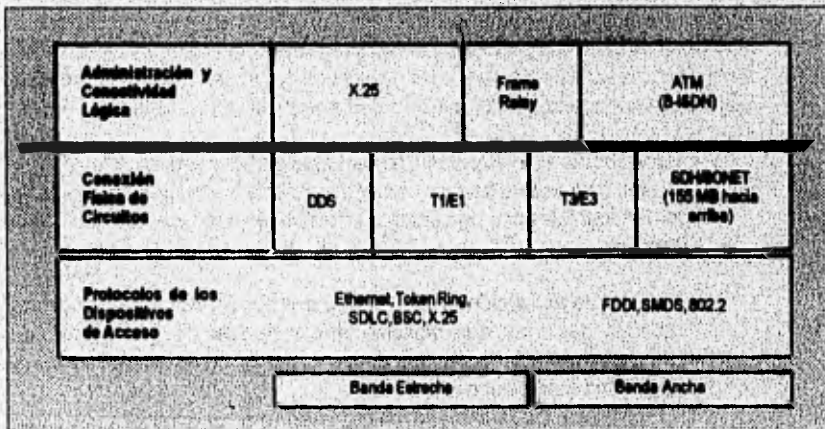 Administración y
Conectividad
Lógica
X.25
Frame
Relay
ATM
(B-ISDN)
Conexión
Física de
Circuitos
DDS
T1/E1
T3/E3
SDH/SONET
(155 MB hacia
arriba)
Protocolos de los
Dispositivos
de Acceso
Ethernet, Token Ring,
SDLC, BSC, X.25
FDDI, SMDS, 802.2
Banda Estrecha
Banda Ancha